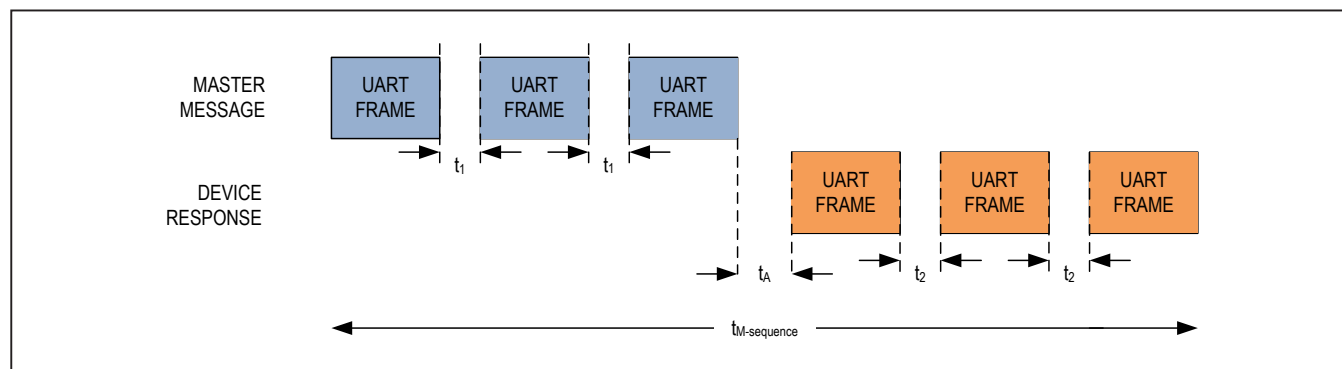 MASTER
MESSAGE
UART
FRAME
UART
FRAME
UART
FRAME
t1
t1
DEVICE
RESPONSE
UART
FRAME
UART
FRAME
UART
FRAME
tA
t2
t2
tM-sequence